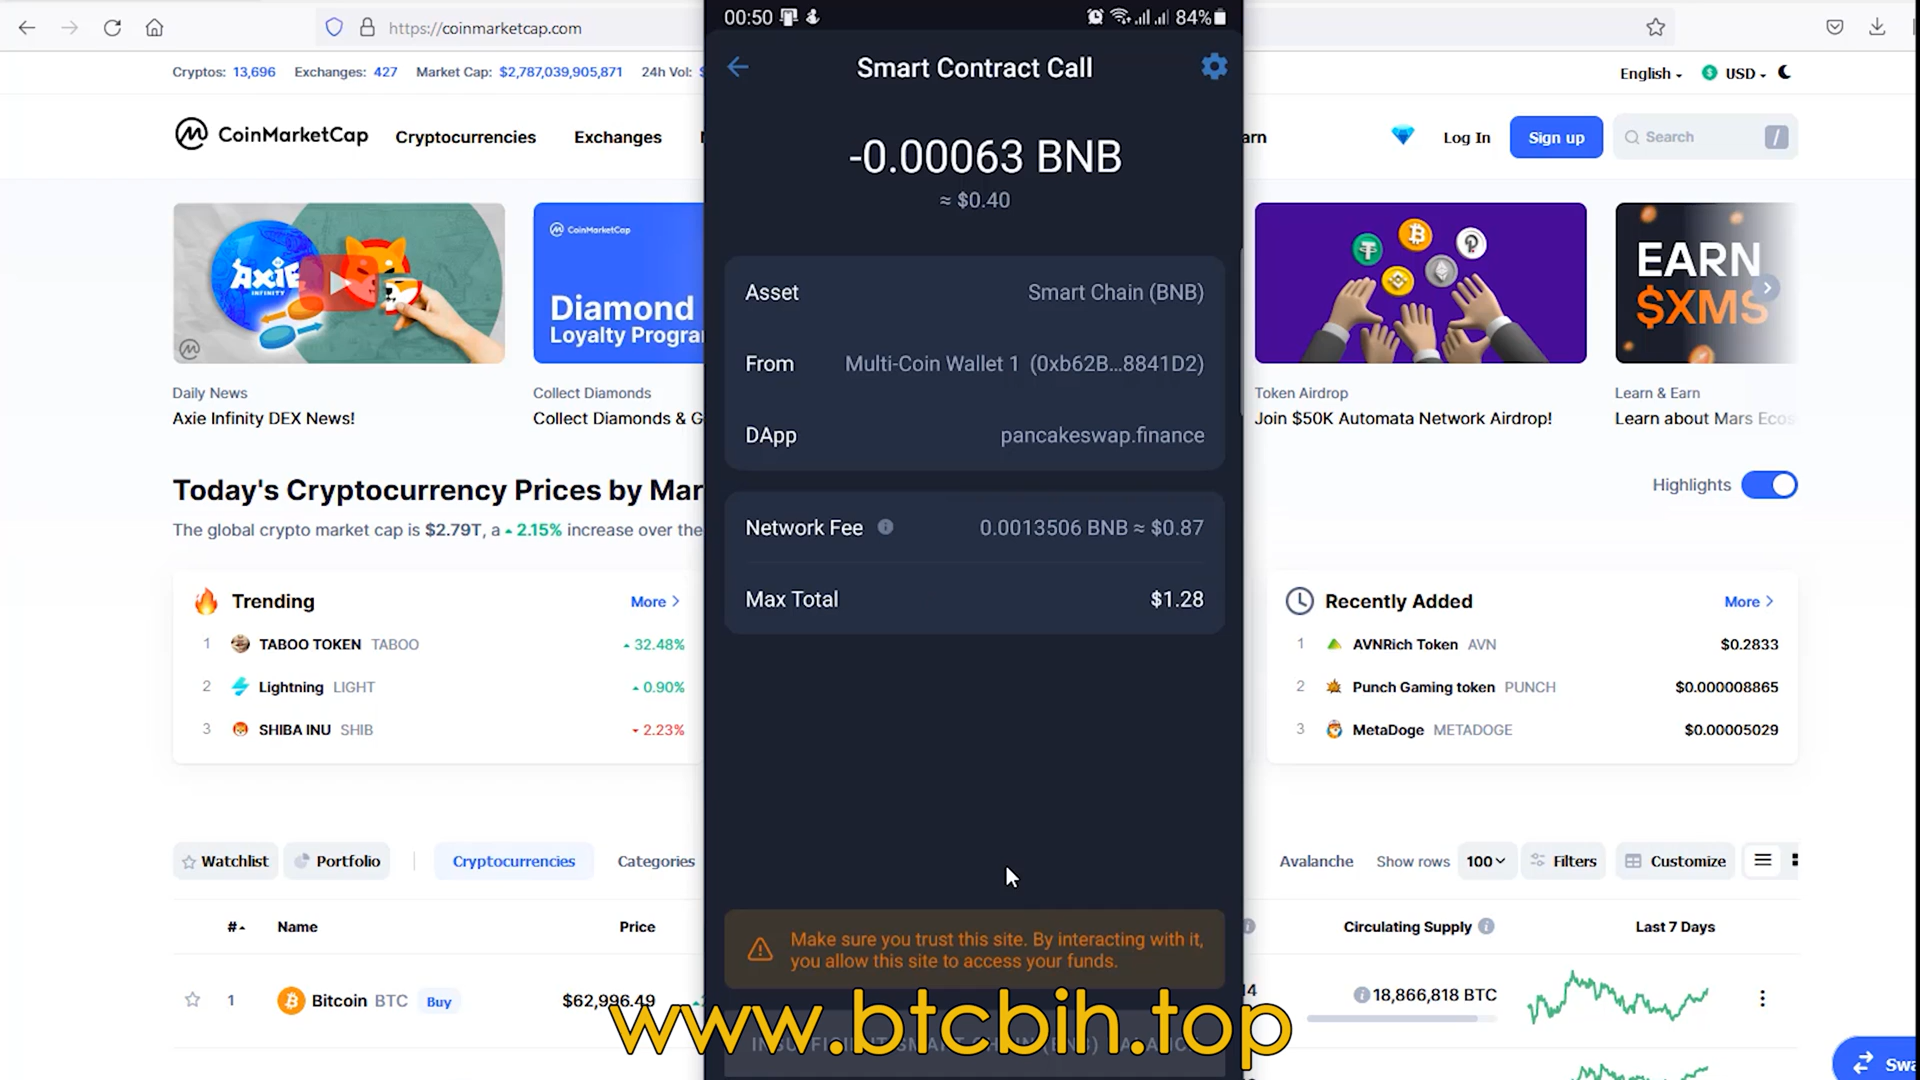 https://coinmarketcap.com
Cryptos: 13,696 Exchanges: 427 Market Cap: $2,787,039,905,871 24h Vol:
English USD
CoinMarketCap Cryptocurrencies Exchanges
Log In Sign up Search /
CoinMarketCap
AXIE
INFINITY
Diamond
Loyalty
EARN
$XMS
Daily News
Axie Infinity DEX News!
Collect Diamonds
Collect Diamonds &
Token Airdrop
Join $50K Automata Network Airdrop!
Learn & Earn
Learn about Mars
Today's Cryptocurrency Prices by
The global crypto market cap is $2.79T, a 2.15% increase over the
Highlights
Trending More
1 TABOO TOKEN TABOO 32.48%
2 Lightning LIGHT 0.90%
3 SHIBA INU SHIB 2.23%
Recently Added More
1 AVNRich Token AVN $0.2833
2 Punch Gaming token PUNCH $0.000008865
3 MetaDoge METADOGE $0.00005029
Watchlist Portfolio Cryptocurrencies Categories
Avalanche Show rows 100 Filters Customize
# Name Price
Circulating Supply Last 7 Days
1 Bitcoin BTC Buy $62,996.49
18,866,818 BTC
00:50 84%
Smart Contract Call
-0.00063 BNB
≈ $0.40
Asset Smart Chain (BNB)
From Multi-Coin Wallet 1 (0xb62B...8841D2)
DApp pancakeswap.finance
Network Fee 0.0013506 BNB ≈ $0.87
Max Total $1.28
Make sure you trust this site. By interacting with it,
you allow this site to access your funds.
www.btcbih.top